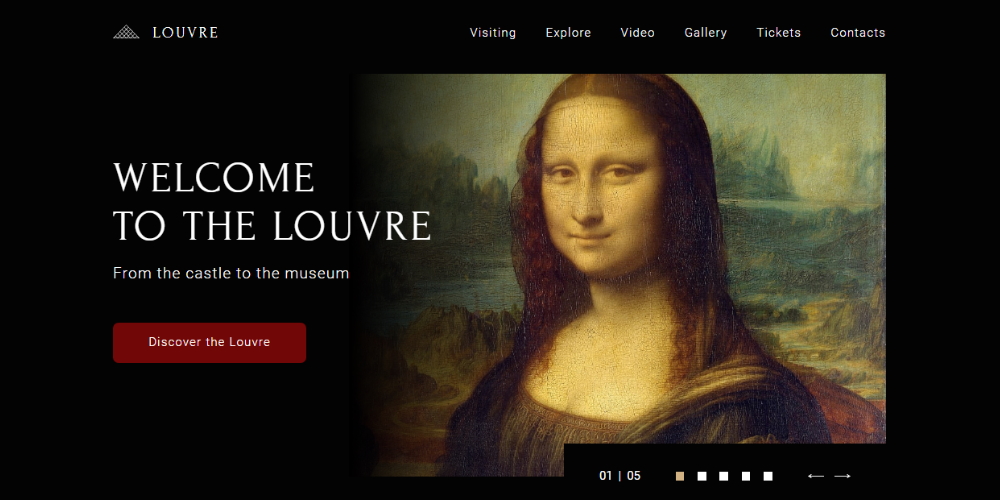 LOUVRE
Visiting Explore Video Gallery Tickets Contacts
WELCOME
TO THE LOUVRE
From the castle to the museum
Discover the Louvre
01 | 05